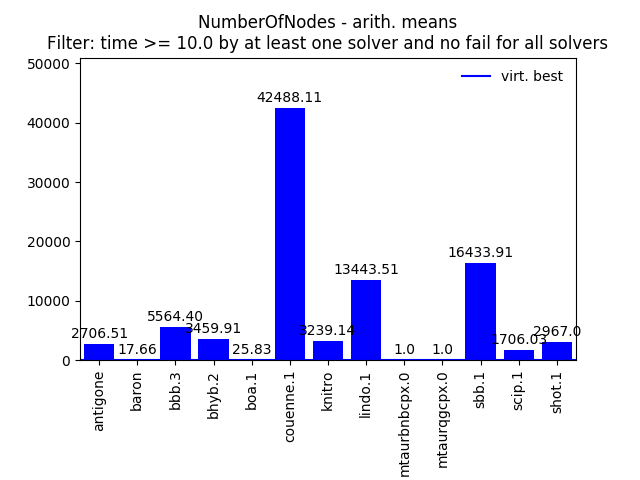 NumberOfNodes - arith. means
Filter: time >= 10.0 by at least one solver and no fail for all solvers
50000
40000
30000
20000
10000
0
virt. best
2706.51
17.66
5564.40
3459.91
25.83
42488.11
3239.14
13443.51
1.0
1.0
16433.91
1706.03
2967.0
antigone
baron
bbb.3
bhyb.2
boa.1
couenne.1
knitro
lindo.1
mtaurbnbcpx.0
mtaurqgcpx.0
sbb.1
scip.1
shot.1